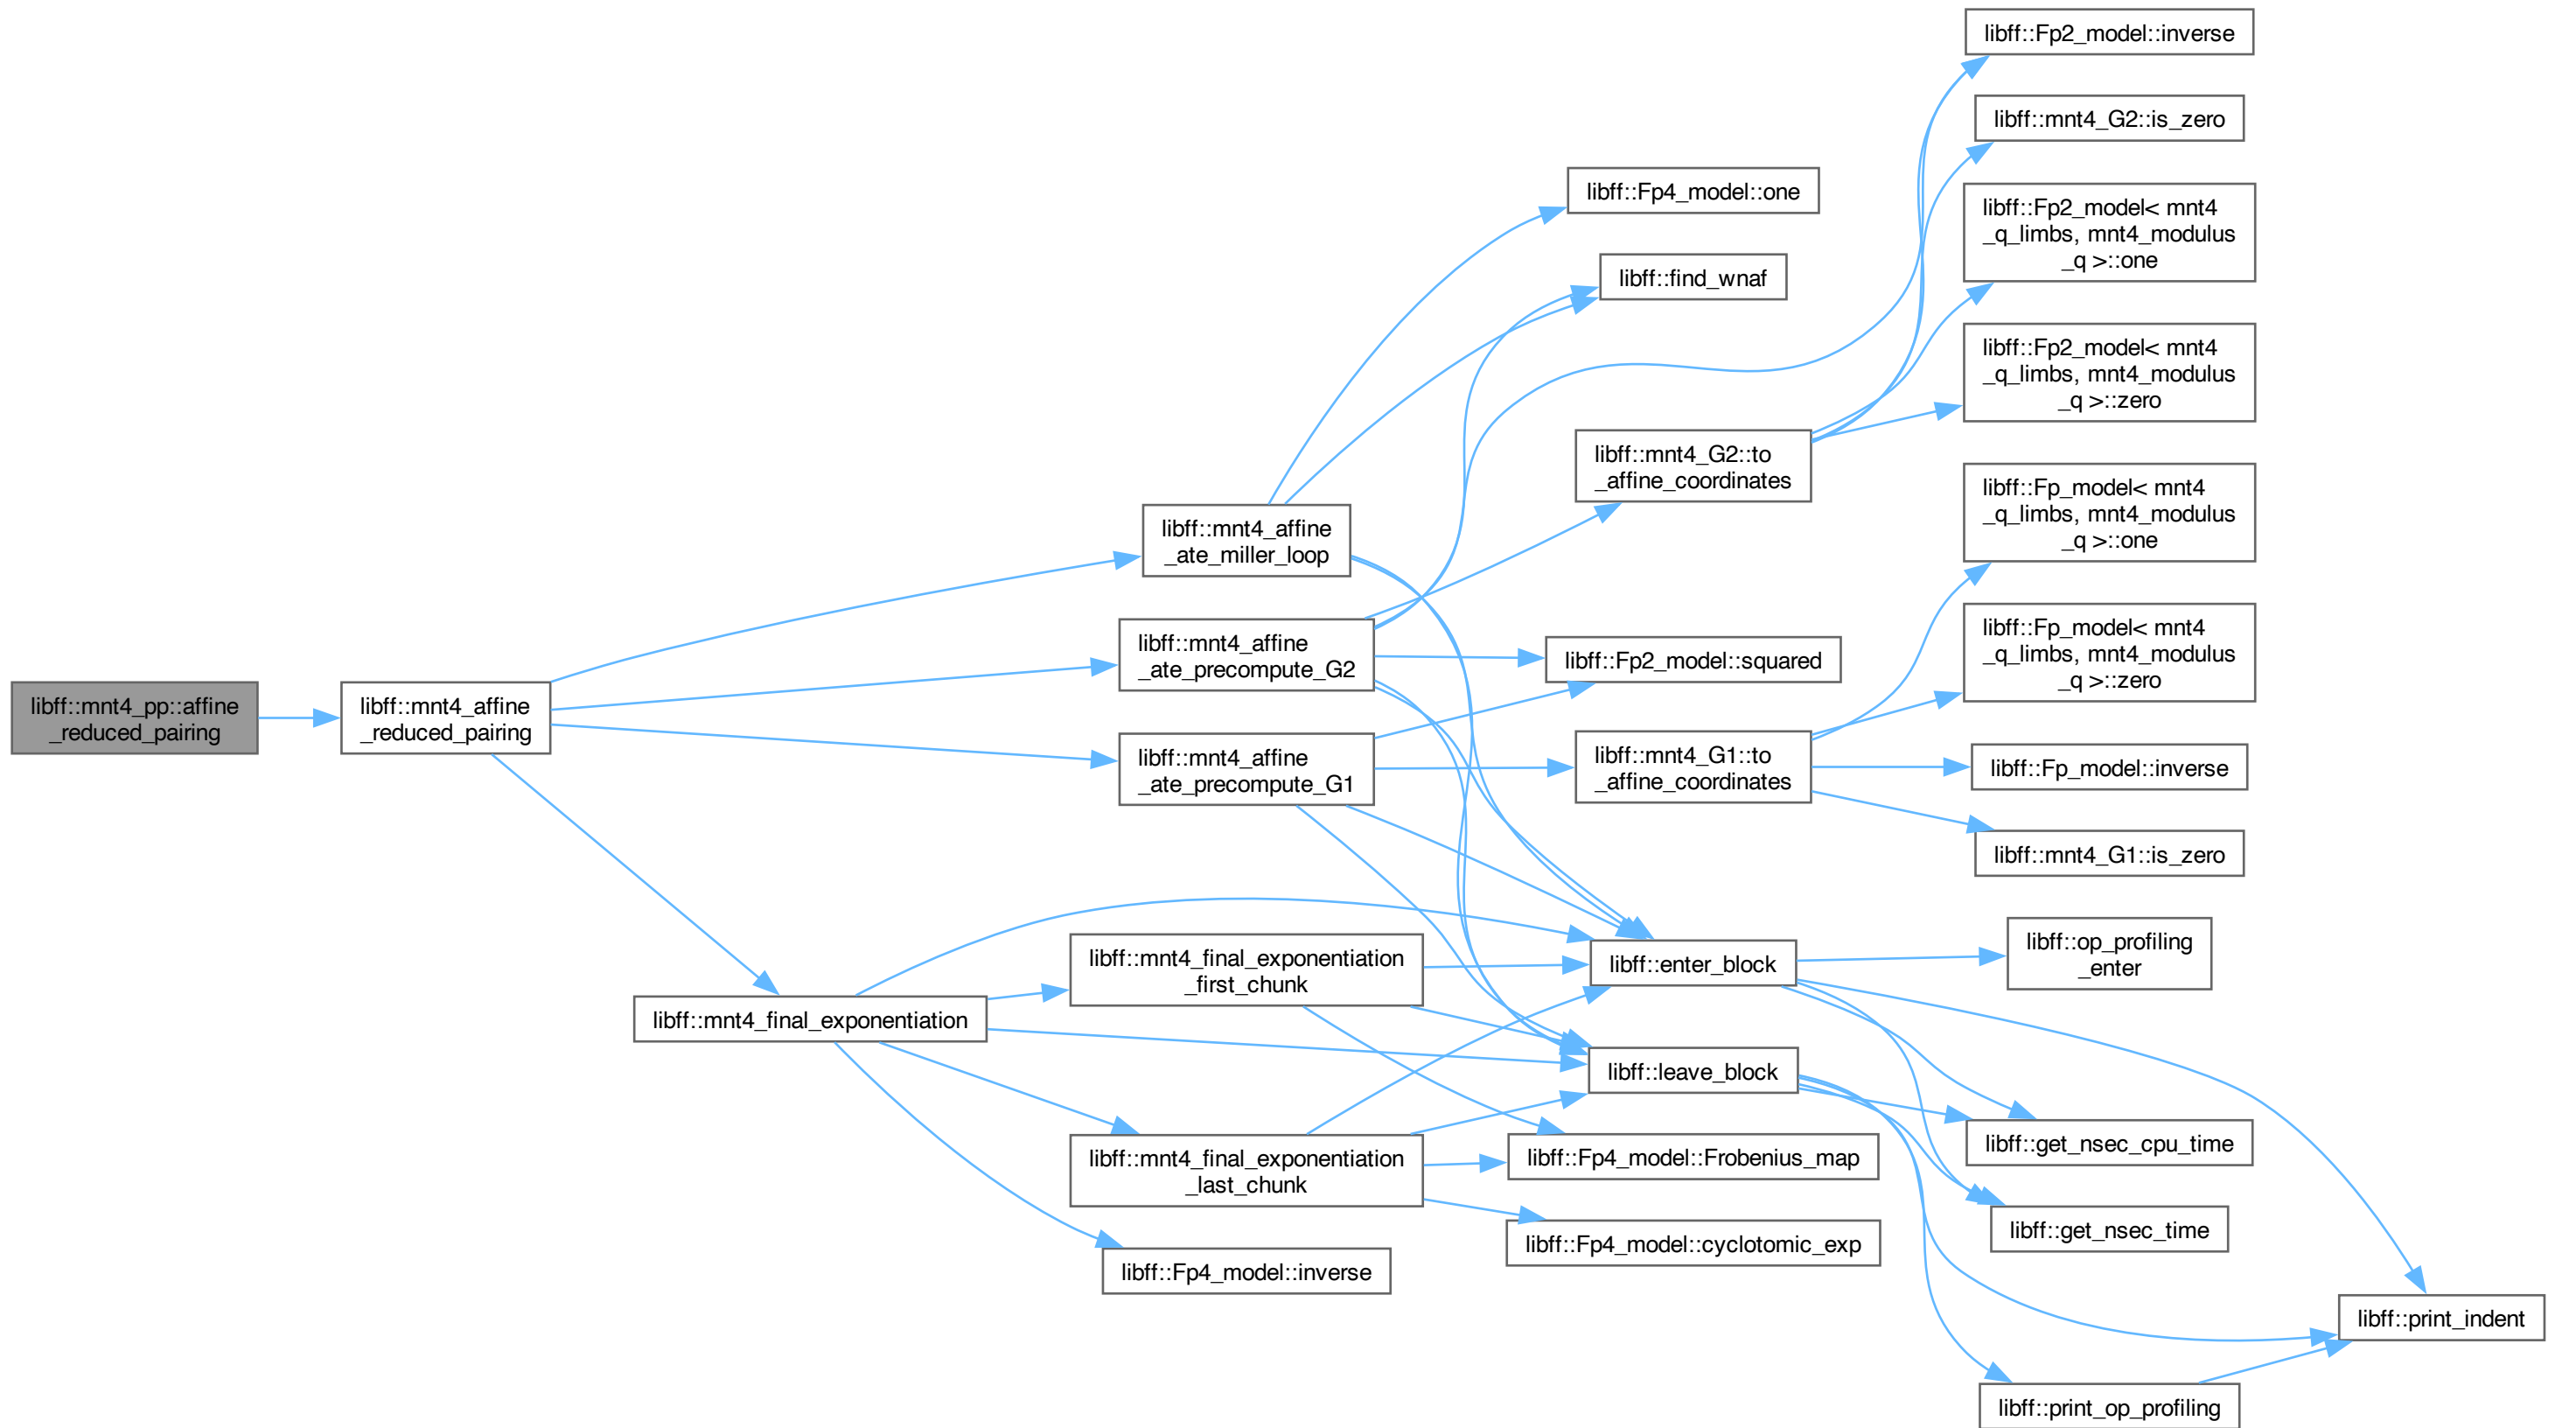 libff::mnt4_pp::affine
_reduced_pairing
libff::mnt4_affine
_reduced_pairing
libff::mnt4_affine
_ate_miller_loop
libff::mnt4_affine
_ate_precompute_G2
libff::mnt4_affine
_ate_precompute_G1
libff::mnt4_final_exponentiation
libff::mnt4_final_exponentiation
_first_chunk
libff::mnt4_final_exponentiation
_last_chunk
libff::Fp4_model::inverse
libff::Fp4_model::one
libff::find_wnaf
libff::mnt4_G2::to
_affine_coordinates
libff::Fp2_model::squared
libff::mnt4_G1::to
_affine_coordinates
libff::enter_block
libff::leave_block
libff::Fp4_model::Frobenius_map
libff::Fp4_model::cyclotomic_exp
libff::Fp2_model::inverse
libff::mnt4_G2::is_zero
libff::Fp2_model< mnt4
_q_limbs, mnt4_modulus
_q >::one
libff::Fp2_model< mnt4
_q_limbs, mnt4_modulus
_q >::zero
libff::Fp_model< mnt4
_q_limbs, mnt4_modulus
_q >::one
libff::Fp_model< mnt4
_q_limbs, mnt4_modulus
_q >::zero
libff::Fp_model::inverse
libff::mnt4_G1::is_zero
libff::op_profiling
_enter
libff::get_nsec_cpu_time
libff::get_nsec_time
libff::print_indent
libff::print_op_profiling